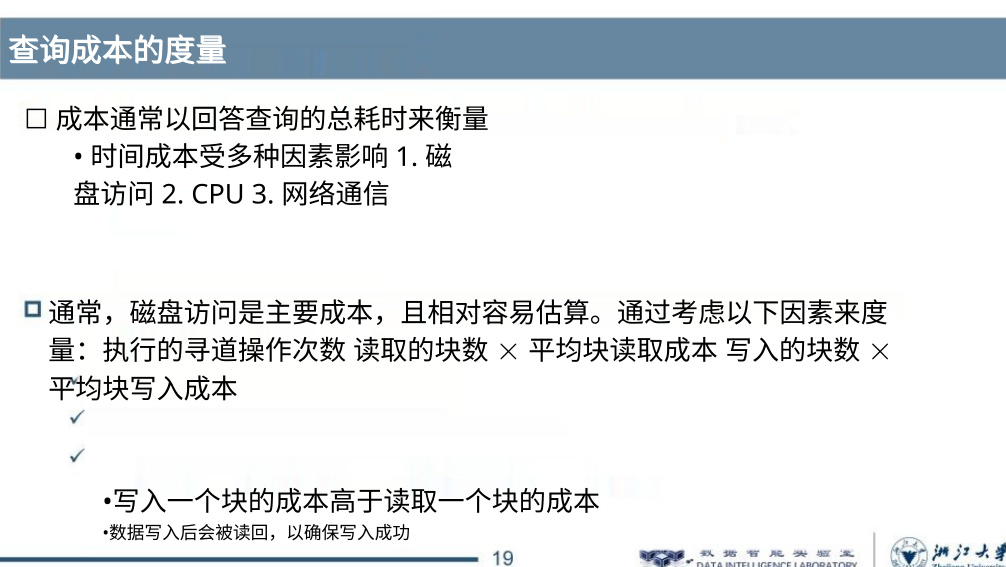 查询成本的度量
□ 成本通常以回答查询的总耗时来衡量
• 时间成本受多种因素影响 1. 磁
盘访问 2. CPU 3. 网络通信
通常，磁盘访问是主要成本，且相对容易估算。通过考虑以下因素来度
量：执行的寻道操作次数 读取的块数 × 平均块读取成本 写入的块数 ×
平均块写入成本
✓
✓
•写入一个块的成本高于读取一个块的成本
•数据写入后会被读回，以确保写入成功
19
数据智能实验室
DATA INTELLIGENCE LABORATORY
浙江大学
Zhejiang University